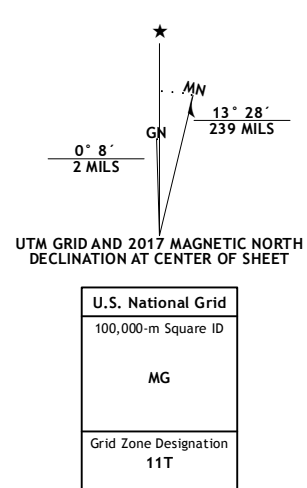 ★
MN
GN
13° 28´
239 MILS
0° 8´
2 MILS
UTM GRID AND 2017 MAGNETIC NORTH
DECLINATION AT CENTER OF SHEET
U.S. National Grid
100,000-m Square ID
MG
Grid Zone Designation
11T